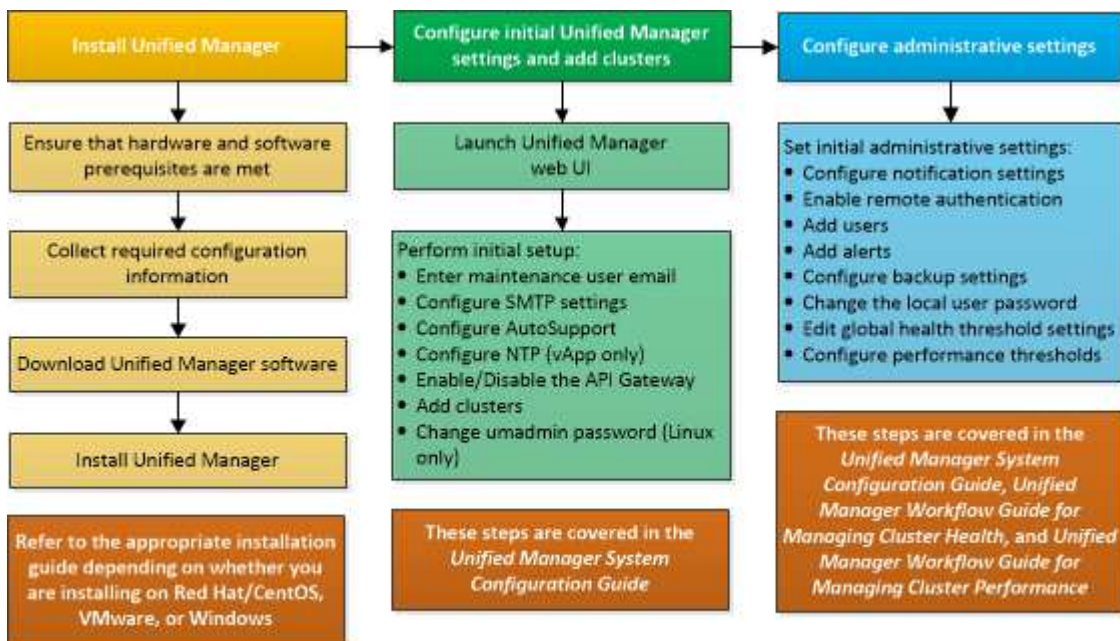 Install Unified Manager
Ensure that hardware and software
prerequisites are met
Collect required configuration
information
Download Unified Manager software
Install Unified Manager
Refer to the appropriate installation
guide depending on whether you
are installing on Red Hat/CentOS,
VMware, or Windows
Configure initial Unified Manager
settings and add clusters
Launch Unified Manager
web UI
Perform initial setup:
• Enter maintenance user email
• Configure SMTP settings
• Configure AutoSupport
• Configure NTP (vApp only)
• Enable/Disable the API Gateway
• Add clusters
• Change umadmin password (Linux
only)
These steps are covered in the
Unified Manager System
Configuration Guide
Configure administrative settings
Set initial administrative settings:
• Configure notification settings
• Enable remote authentication
• Add users
• Add alerts
• Configure backup settings
• Change the local user password
• Edit global health threshold settings
• Configure performance thresholds
These steps are covered in the
Unified Manager System
Configuration Guide, Unified
Manager Workflow Guide for
Managing Cluster Health, and Unified
Manager Workflow Guide for
Managing Cluster Performance